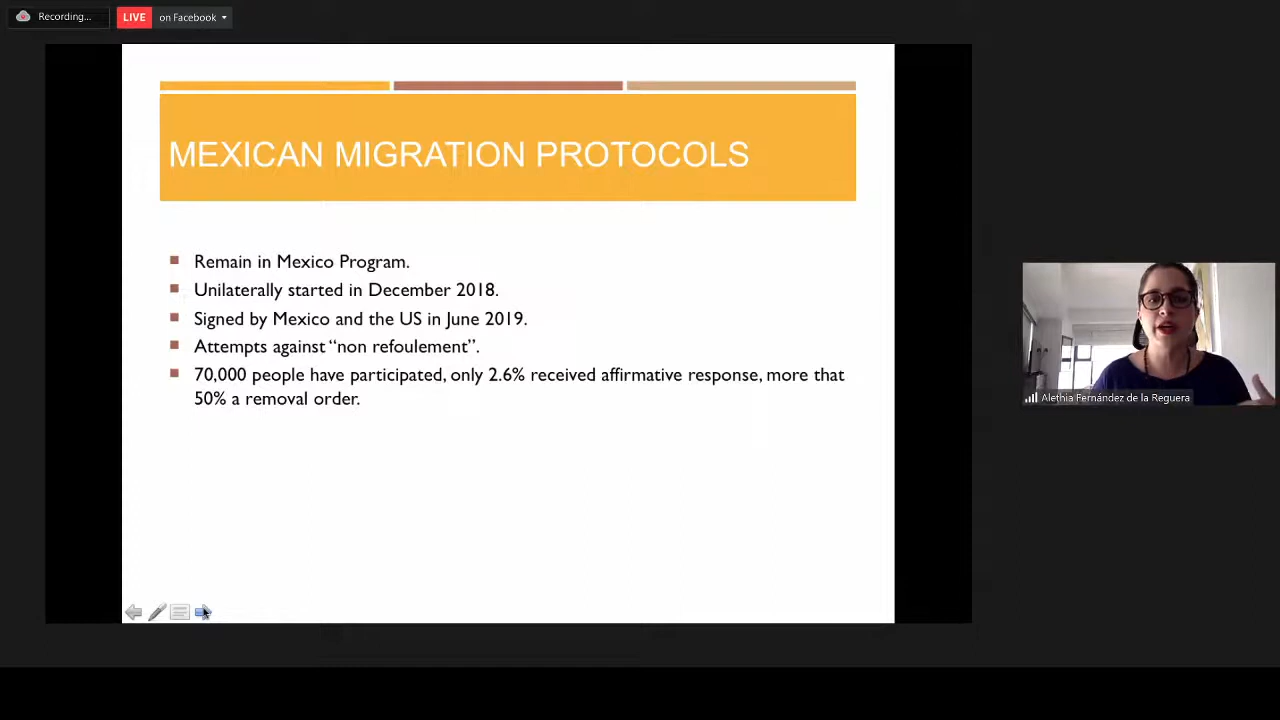 Recording...
LIVE on Facebook
MEXICAN MIGRATION PROTOCOLS
Remain in Mexico Program.
Unilaterally started in December 2018.
Signed by Mexico and the US in June 2019.
Attempts against “non refoulement”.
70,000 people have participated, only 2.6% received affirmative response, more that
50% a removal order.
Alethia Fernández de la Reguera